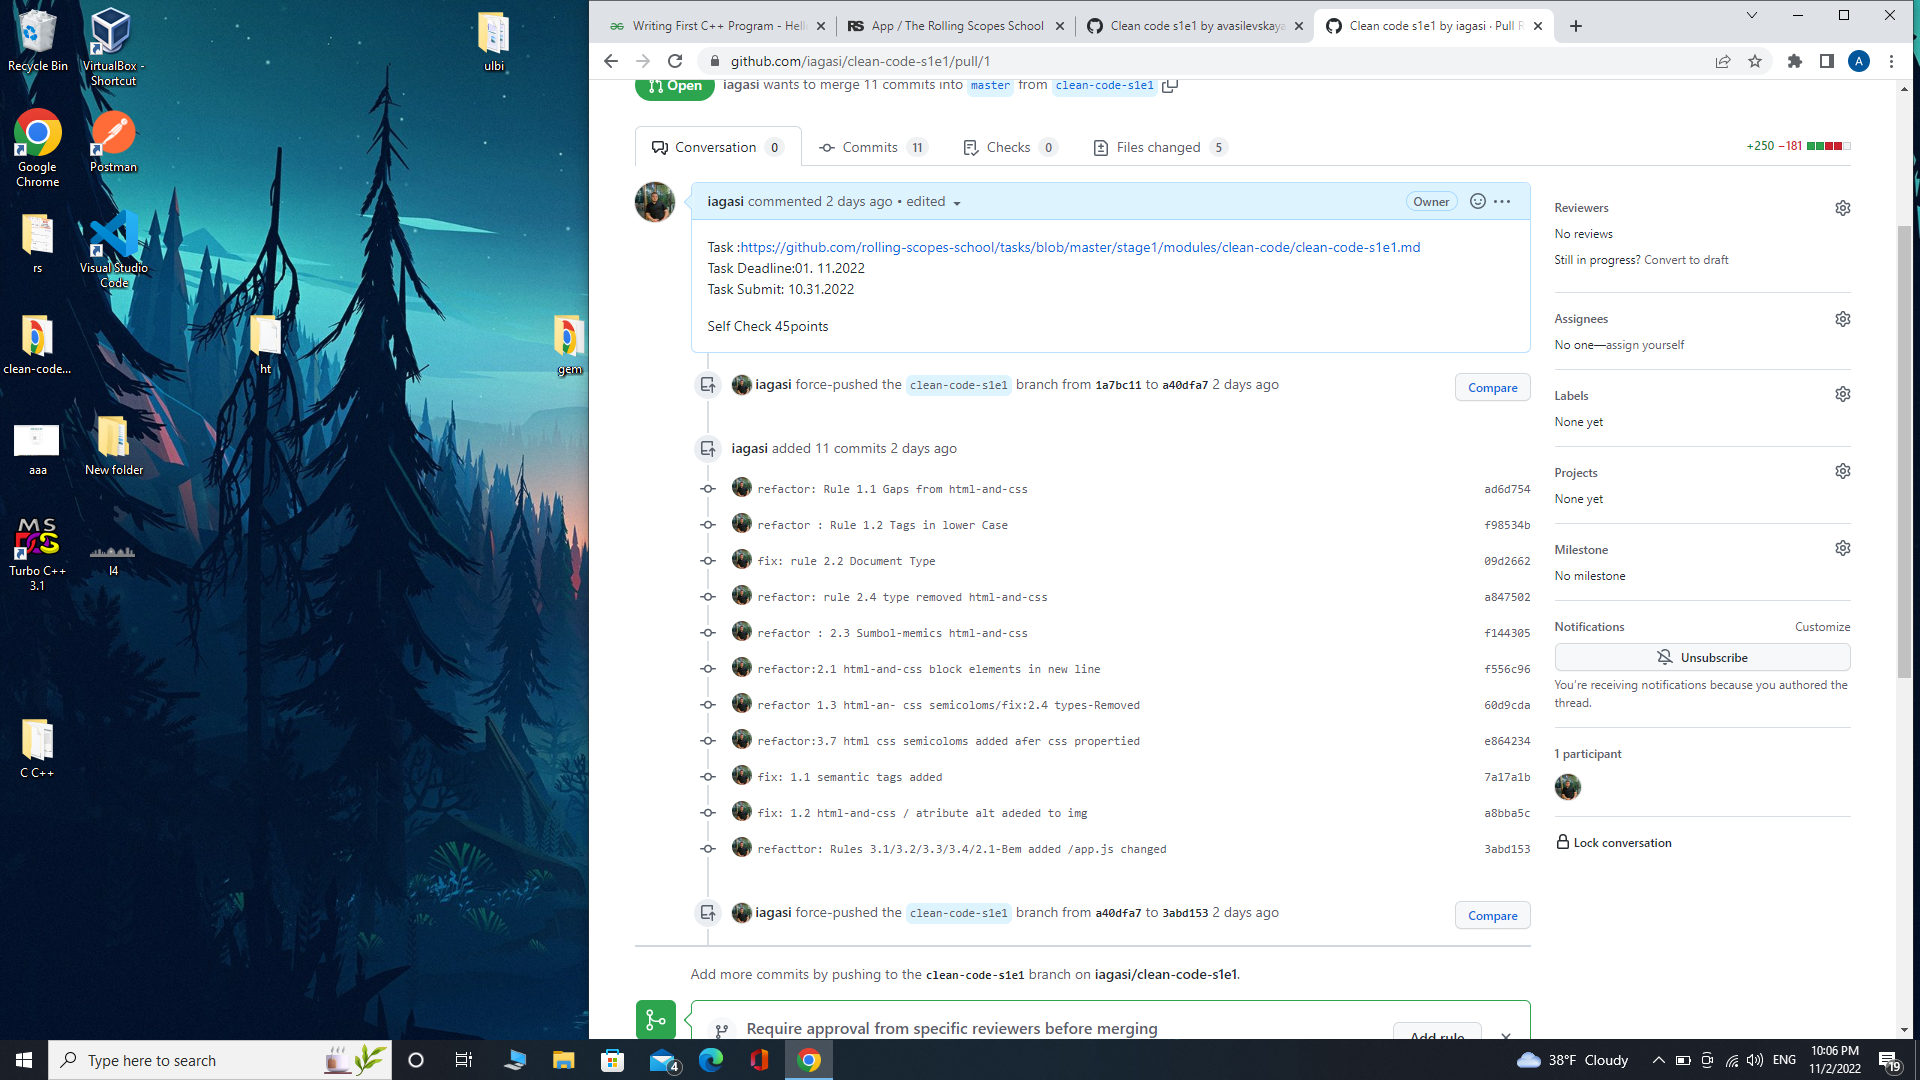 Recycle Bin
VirtualBox - Shortcut
ulbi
Google Chrome
Postman
rs
Visual Studio Code
clean-code...
ht
gem
aaa
New folder
MS
Turbo C++ 3.1
l4
C C++
Writing First C++ Program - Hell
App / The Rolling Scopes School
Clean code s1e1 by avasilevskaya
Clean code s1e1 by iagasi · Pull R
github.com/iagasi/clean-code-s1e1/pull/1
A
Open iagasi wants to merge 11 commits into master from clean-code-s1e1
Conversation 0 Commits 11 Checks 0 Files changed 5
+250 −181
iagasi commented 2 days ago • edited
Owner
Task :https://github.com/rolling-scopes-school/tasks/blob/master/stage1/modules/clean-code/clean-code-s1e1.md
Task Deadline:01. 11.2022
Task Submit: 10.31.2022
Self Check 45points
iagasi force-pushed the clean-code-s1e1 branch from 1a7bc11 to a40dfa7 2 days ago
Compare
iagasi added 11 commits 2 days ago
refactor: Rule 1.1 Gaps from html-and-css ad6d754
refactor : Rule 1.2 Tags in lower Case f98534b
fix: rule 2.2 Document Type 09d2662
refactor: rule 2.4 type removed html-and-css a847502
refactor : 2.3 Sumbol-memics html-and-css f144305
refactor:2.1 html-and-css block elements in new line f556c96
refactor 1.3 html-an- css semicoloms/fix:2.4 types-Removed 60d9cda
refactor:3.7 html css semicoloms added afer css propertied e864234
fix: 1.1 semantic tags added 7a17a1b
fix: 1.2 html-and-css / atribute alt adeded to img a8bba5c
refacttor: Rules 3.1/3.2/3.3/3.4/2.1-Bem added /app.js changed 3abd153
iagasi force-pushed the clean-code-s1e1 branch from a40dfa7 to 3abd153 2 days ago
Compare
Add more commits by pushing to the clean-code-s1e1 branch on iagasi/clean-code-s1e1.
Require approval from specific reviewers before merging
Add rule
Reviewers
No reviews
Still in progress? Convert to draft
Assignees
No one—assign yourself
Labels
None yet
Projects
None yet
Milestone
No milestone
Notifications Customize
Unsubscribe
You're receiving notifications because you authored the
thread.
1 participant
Lock conversation
Type here to search
4
38°F Cloudy
ENG
10:06 PM
11/2/2022
19